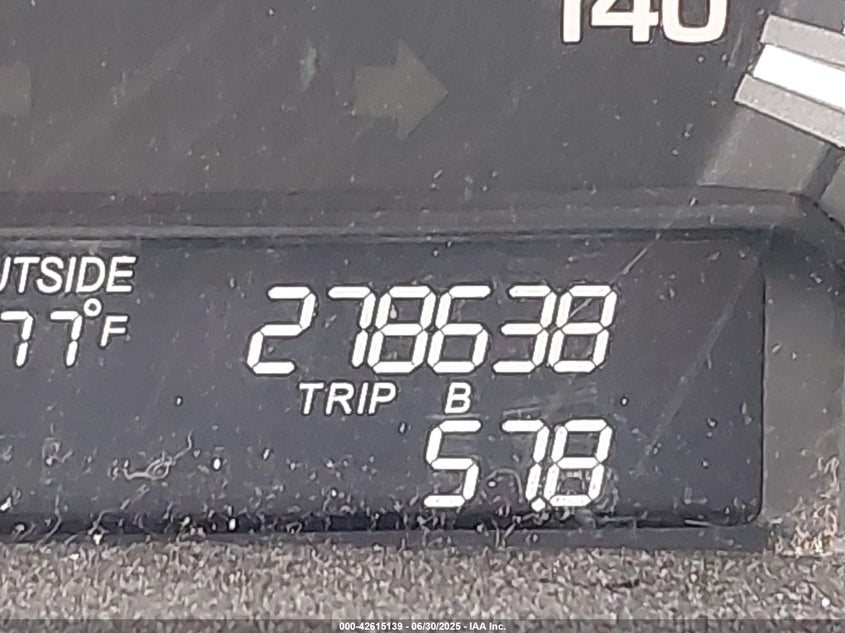 140
UTSIDE
77°F
278638
TRIP B
57.8
000-42615139 - 06/30/2025 - IAA Inc.